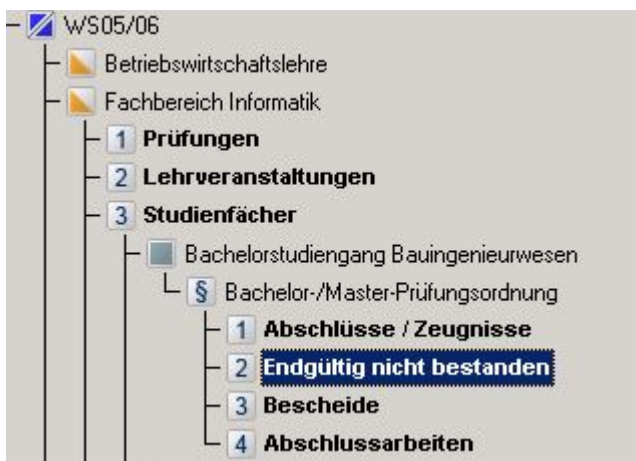 WS05/06
Betriebswirtschaftslehre
Fachbereich Informatik
1 Prüfungen
2 Lehrveranstaltungen
3 Studienfächer
Bachelorstudiengang Bauingenieurwesen
§ Bachelor-/Master-Prüfungsordnung
1 Abschlüsse / Zeugnisse
2 Endgültig nicht bestanden
3 Bescheide
4 Abschlussarbeiten